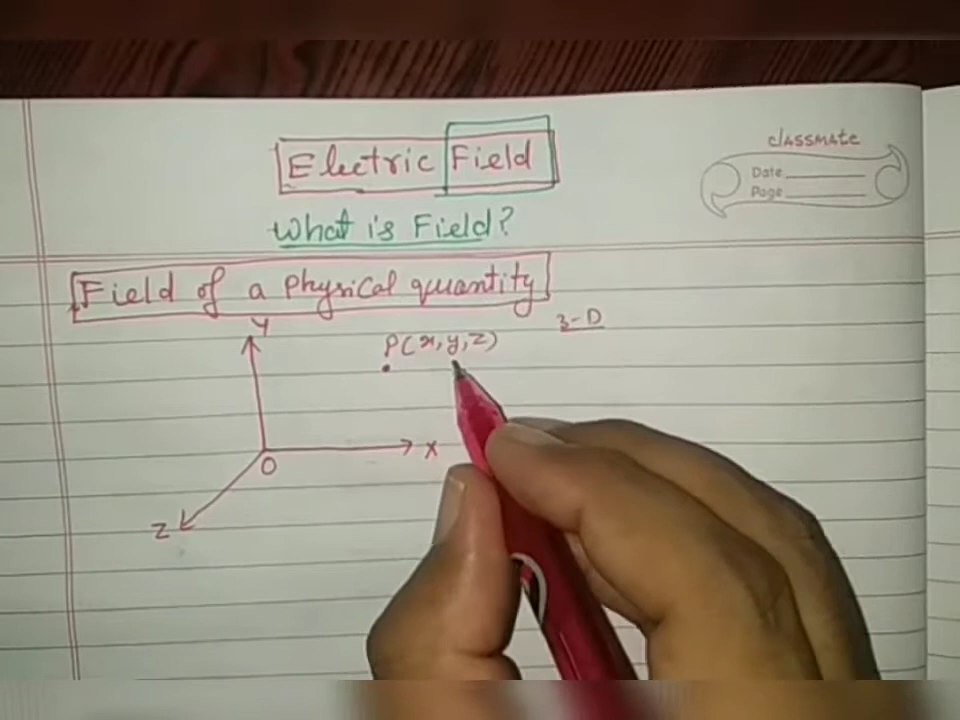 classmate
Date
Page
Electric Field
What is Field?
Field of a Physical quantity
3-D
Y
P(x,y,z)
X
O
Z